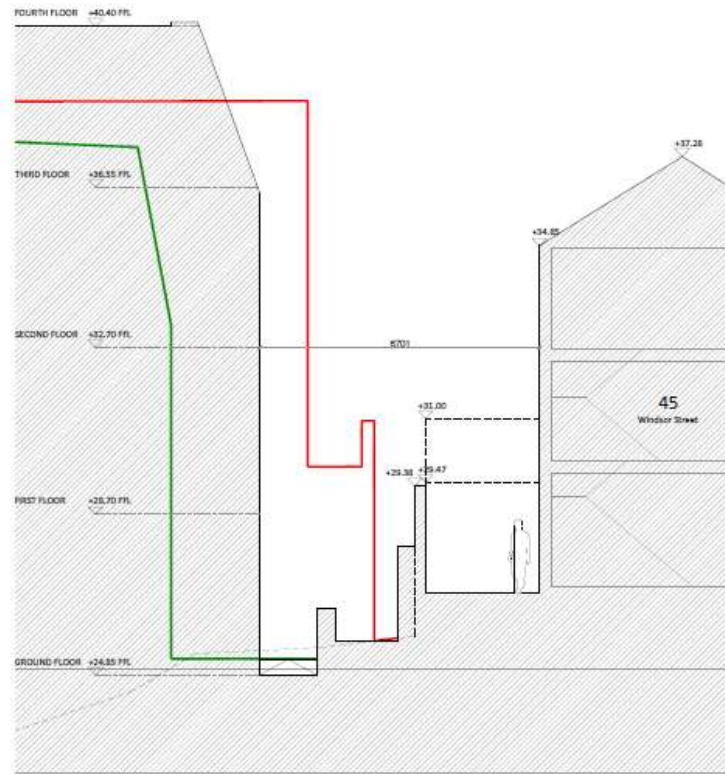 FOURTH FLOOR +40.40 FFL
+37.28
THIRD FLOOR +36.55 FFL
+34.85
SECOND FLOOR +32.70 FFL
6701
45
Windsor Street
+31.00
+29.38 +29.47
FIRST FLOOR +28.70 FFL
GROUND FLOOR +24.85 FFL